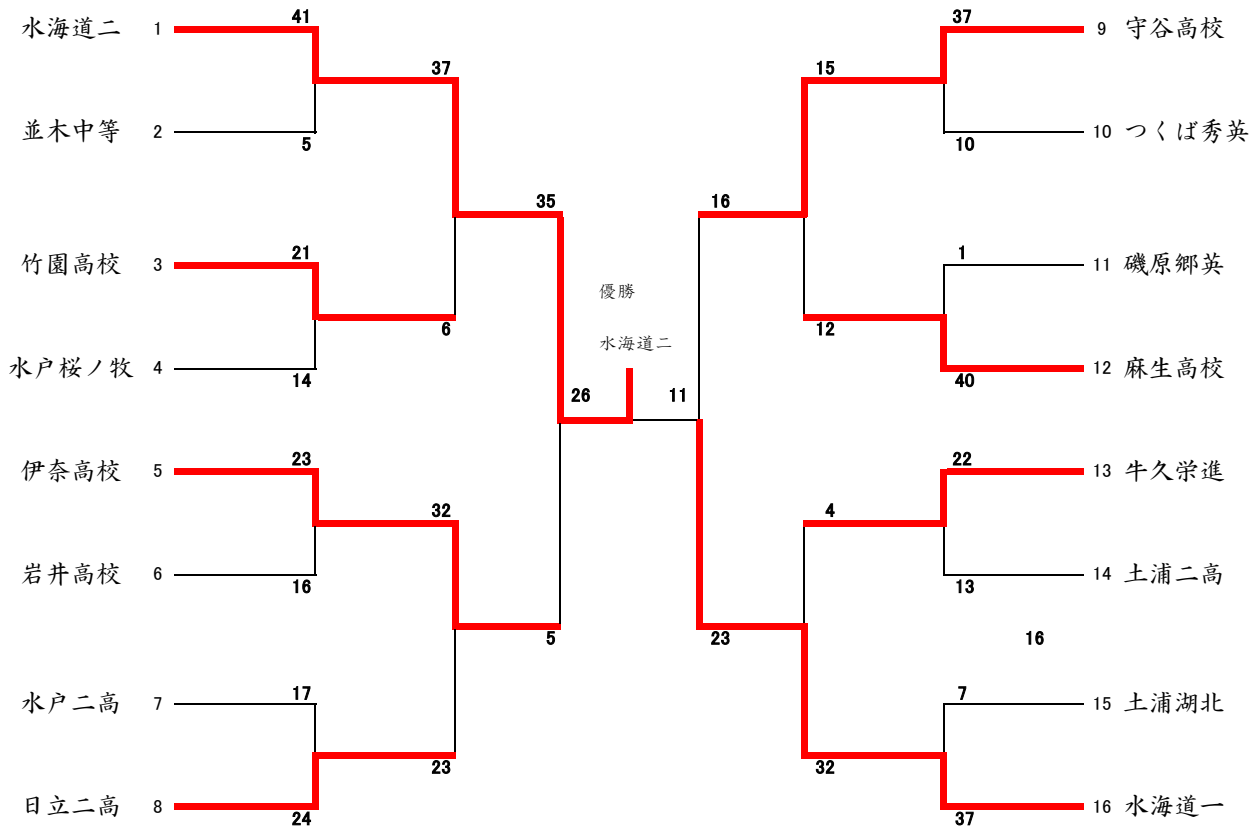 41
37
水海道二 1
9 守谷高校
37
15
並木中等 2
10 つくば秀英
5
10
35
16
竹園高校 3
21
1
11 磯原郷英
優勝
6
12
水海道二
水戸桜ノ牧 4
14
12 麻生高校
40
26
11
伊奈高校 5
23
22
13 牛久栄進
32
4
岩井高校 6
16
14 土浦二高
13
5
23
16
水戸二高 7
17
7
15 土浦湖北
23
32
日立二高 8
24
16 水海道一
37